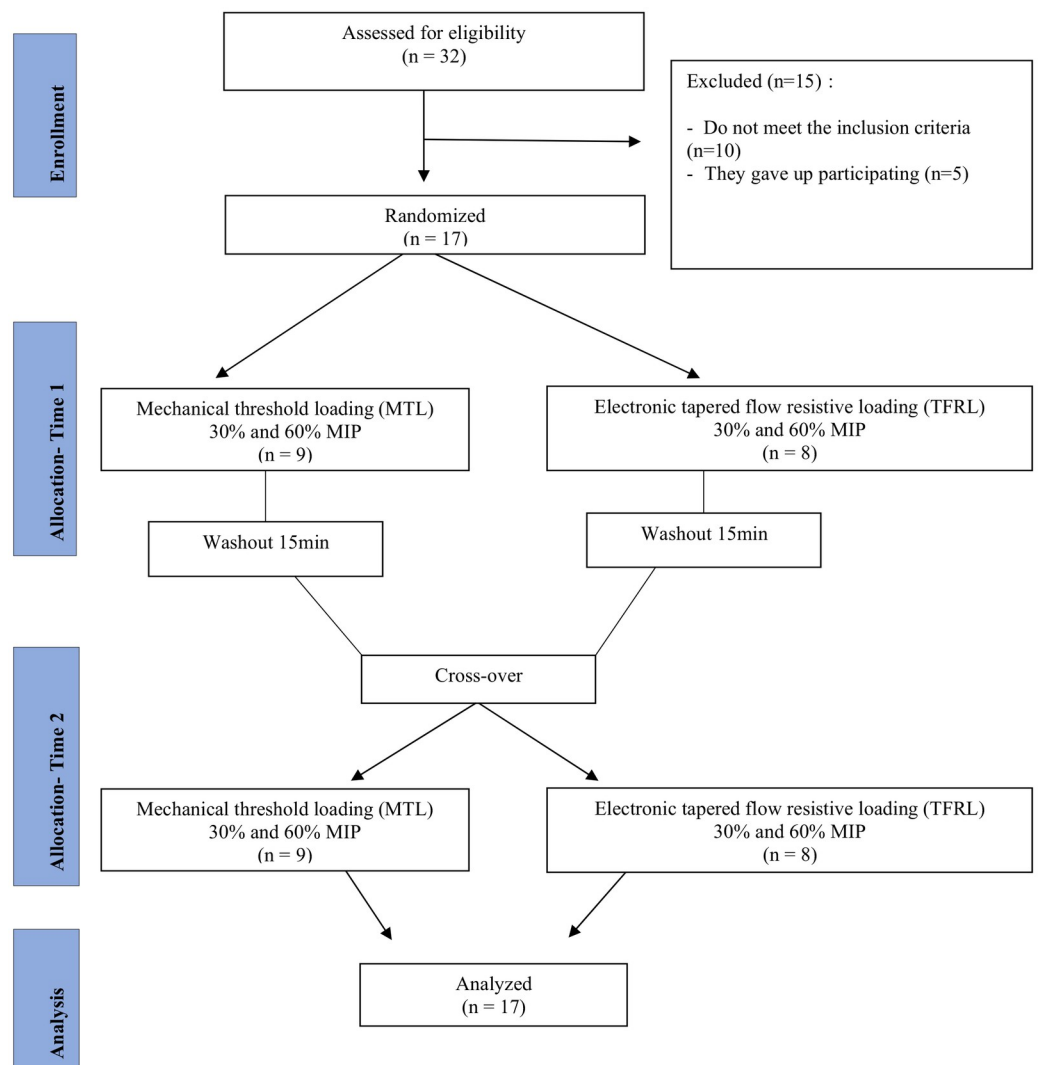 Enrollment
Assessed for eligibility
(n = 32)
Excluded (n=15) :
- Do not meet the inclusion criteria
(n=10)
- They gave up participating (n=5)
Randomized
(n = 17)
Allocation- Time 1
Mechanical threshold loading (MTL)
30% and 60% MIP
(n = 9)
Electronic tapered flow resistive loading (TFRL)
30% and 60% MIP
(n = 8)
Washout 15min
Washout 15min
Cross-over
Allocation- Time 2
Mechanical threshold loading (MTL)
30% and 60% MIP
(n = 9)
Electronic tapered flow resistive loading (TFRL)
30% and 60% MIP
(n = 8)
Analysis
Analyzed
(n = 17)